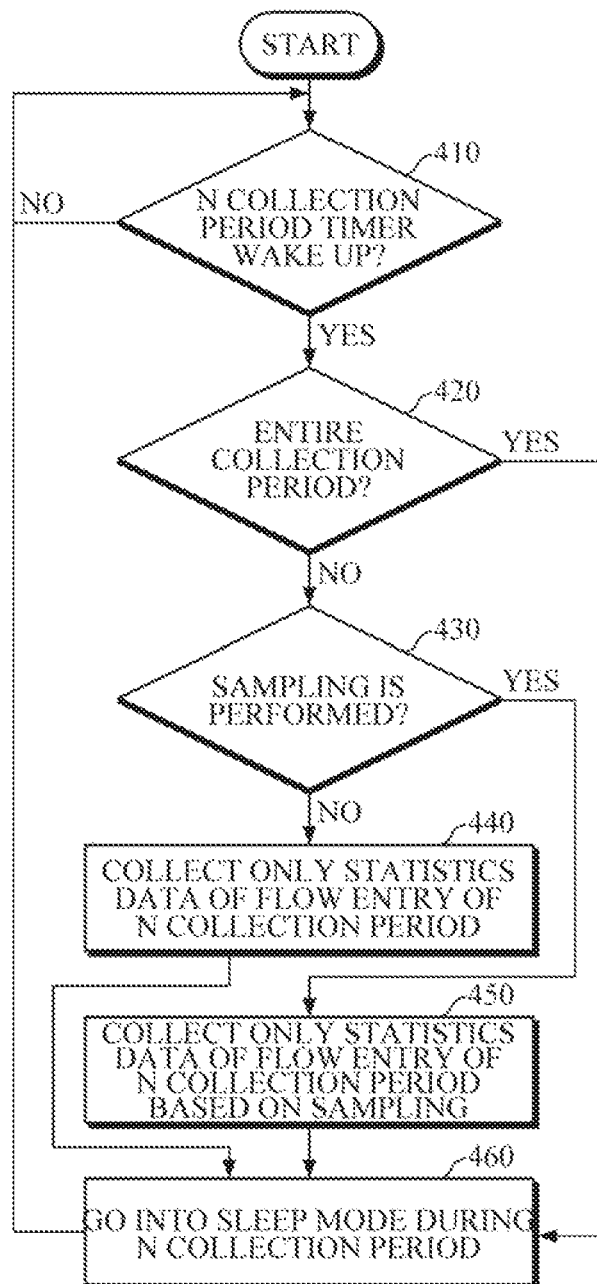 START
410
NO
N COLLECTION
PERIOD TIMER
WAKE UP?
YES
420
ENTIRE
COLLECTION
PERIOD?
YES
NO
430
SAMPLING IS
PERFORMED?
YES
NO
440
COLLECT ONLY STATISTICS
DATA OF FLOW ENTRY OF
N COLLECTION PERIOD
450
COLLECT ONLY STATISTICS
DATA OF FLOW ENTRY OF
N COLLECTION PERIOD
BASED ON SAMPLING
460
GO INTO SLEEP MODE DURING
N COLLECTION PERIOD